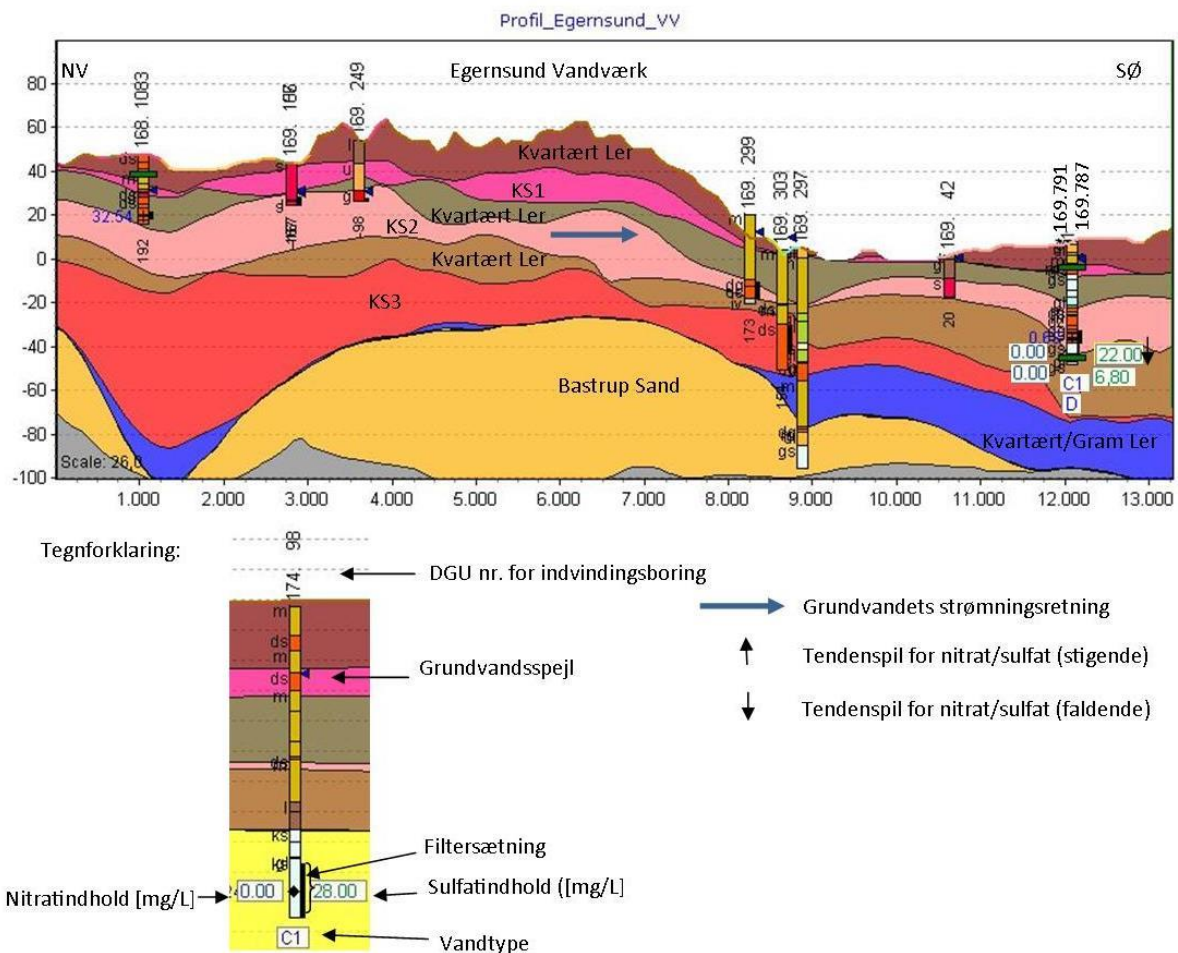 Profil_Egernsund_VV
NV
Egernsund Vandværk
SØ
80
60
40
20
0
-20
-40
-60
-80
-100
168. 1083
169.
169. 249
169. 299
169. 303
169. 297
169. 42
169.791
169.787
Kvartært Ler
KS1
Kvartært Ler
KS2
Kvartært Ler
KS3
Bastrup Sand
Kvartært/Gram Ler
32.54
192
98
173
20
0.00
22.00
0.00
6,80
C1
D
Scale: 26,0
1.000
2.000
3.000
4.000
5.000
6.000
7.000
8.000
9.000
10.000
11.000
12.000
13.000
Tegnforklaring:
174. 98
DGU nr. for indvindingsboring
m
ds
m
Grundvandsspejl
ds
m
l
ks
Filtersætning
Nitratindhold [mg/L]
0.00
28.00
Sulfatindhold ([mg/L]
C1
Vandtype
Grundvandets strømningsretning
Tendenspil for nitrat/sulfat (stigende)
Tendenspil for nitrat/sulfat (faldende)